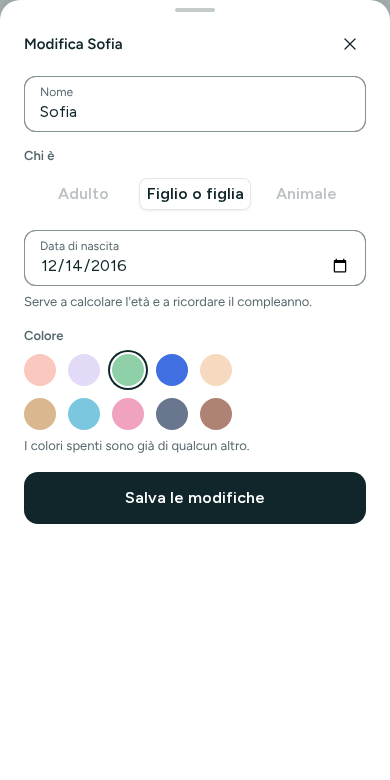 Modifica Sofia
Nome
Sofia
Chi è
Adulto Figlio o figlia Animale
Data di nascita
12/14/2016
Serve a calcolare l'età e a ricordare il compleanno.
Colore
I colori spenti sono già di qualcun altro.
Salva le modifiche